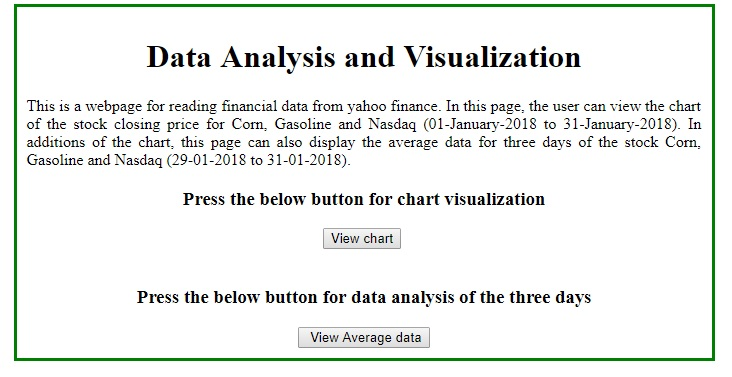 Data Analysis and Visualization
This is a webpage for reading financial data from yahoo finance. In this page, the user can view the chart
of the stock closing price for Corn, Gasoline and Nasdaq (01-January-2018 to 31-January-2018). In
additions of the chart, this page can also display the average data for three days of the stock Corn,
Gasoline and Nasdaq (29-01-2018 to 31-01-2018).
Press the below button for chart visualization
View chart
Press the below button for data analysis of the three days
View Average data